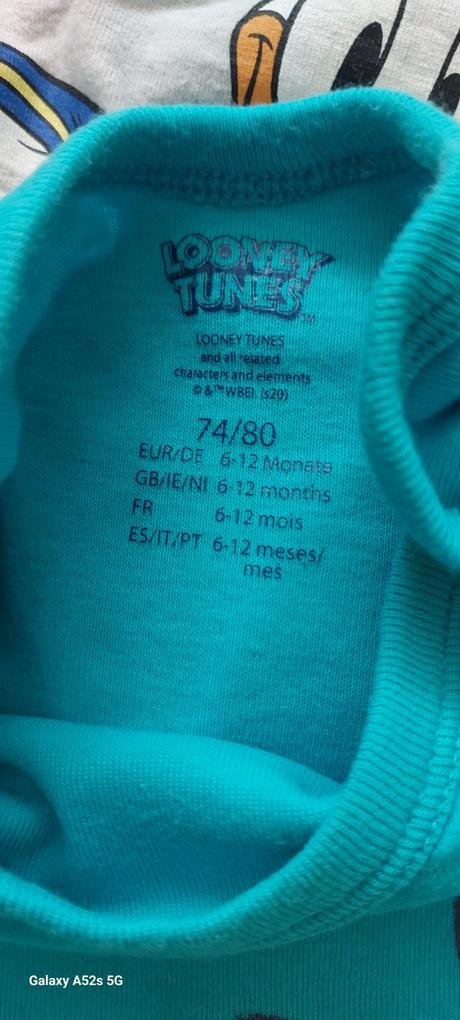 LOONEY
TUNES
TM
LOONEY TUNES
and all related
characters and elements
© & ™ WBEI. (s20)
74/80
EUR/DE 6-12 Monate
GB/IE/NI 6-12 months
FR 6-12 mois
ES/IT/PT 6-12 meses/
mes
Galaxy A52s 5G